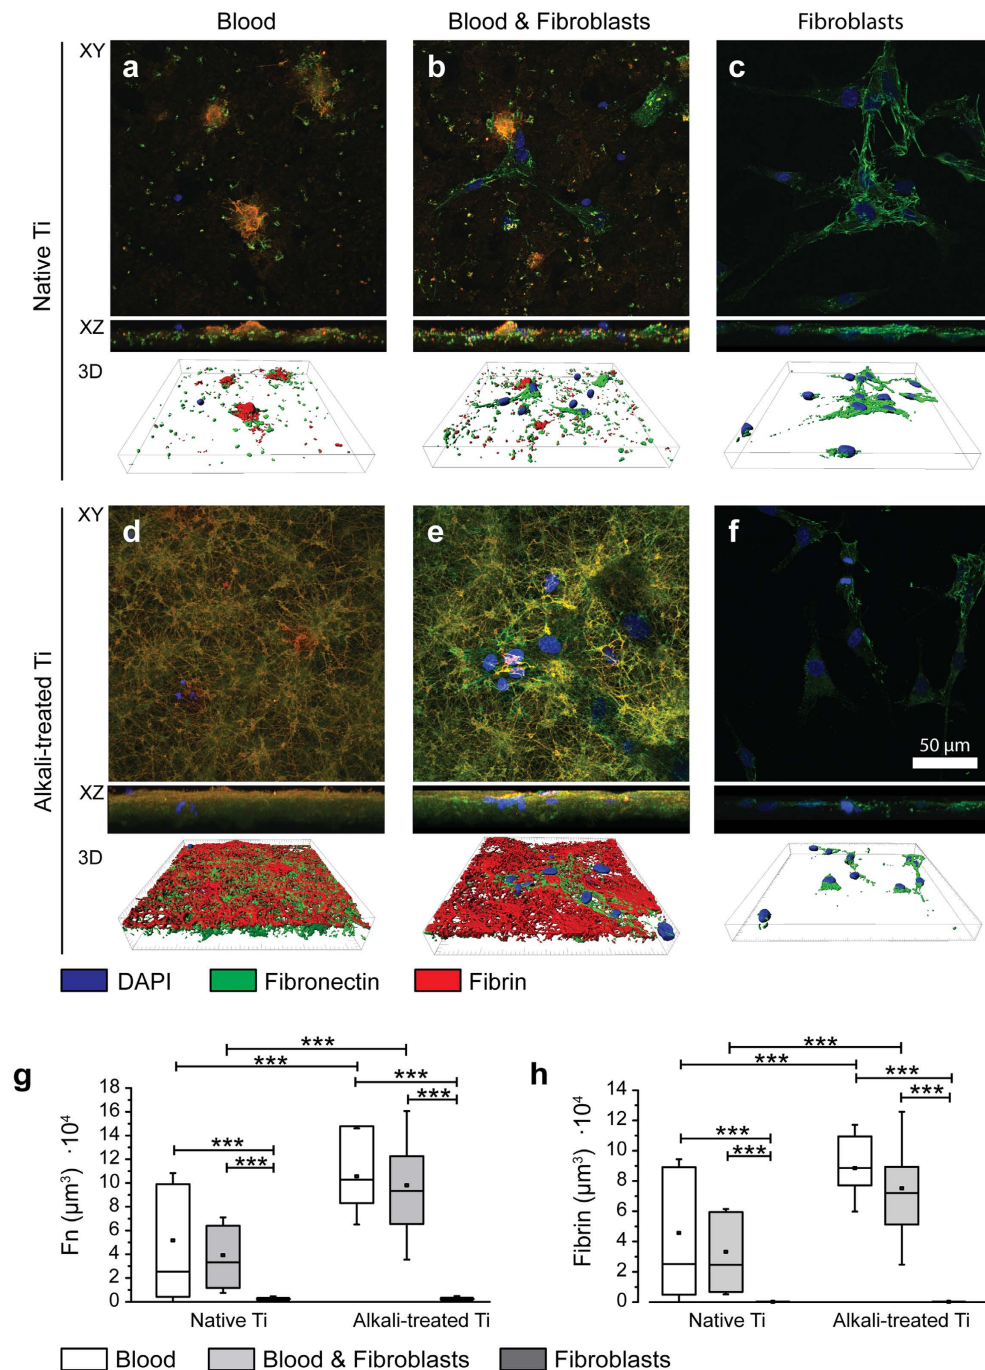 Blood Blood & Fibroblasts Fibroblasts
Native Ti
XY a b c
XZ
3D
Alkali-treated Ti
XY d e f
50 µm
XZ
3D
DAPI Fibronectin Fibrin
g
*** ***
*** ***
*** ***
Fn (µm³) ·10⁴
18
16
14
12
10
8
6
4
2
0
Native Ti Alkali-treated Ti
h
*** ***
*** ***
*** ***
Fibrin (µm³) ·10⁴
14
12
10
8
6
4
2
0
Native Ti Alkali-treated Ti
Blood Blood & Fibroblasts Fibroblasts